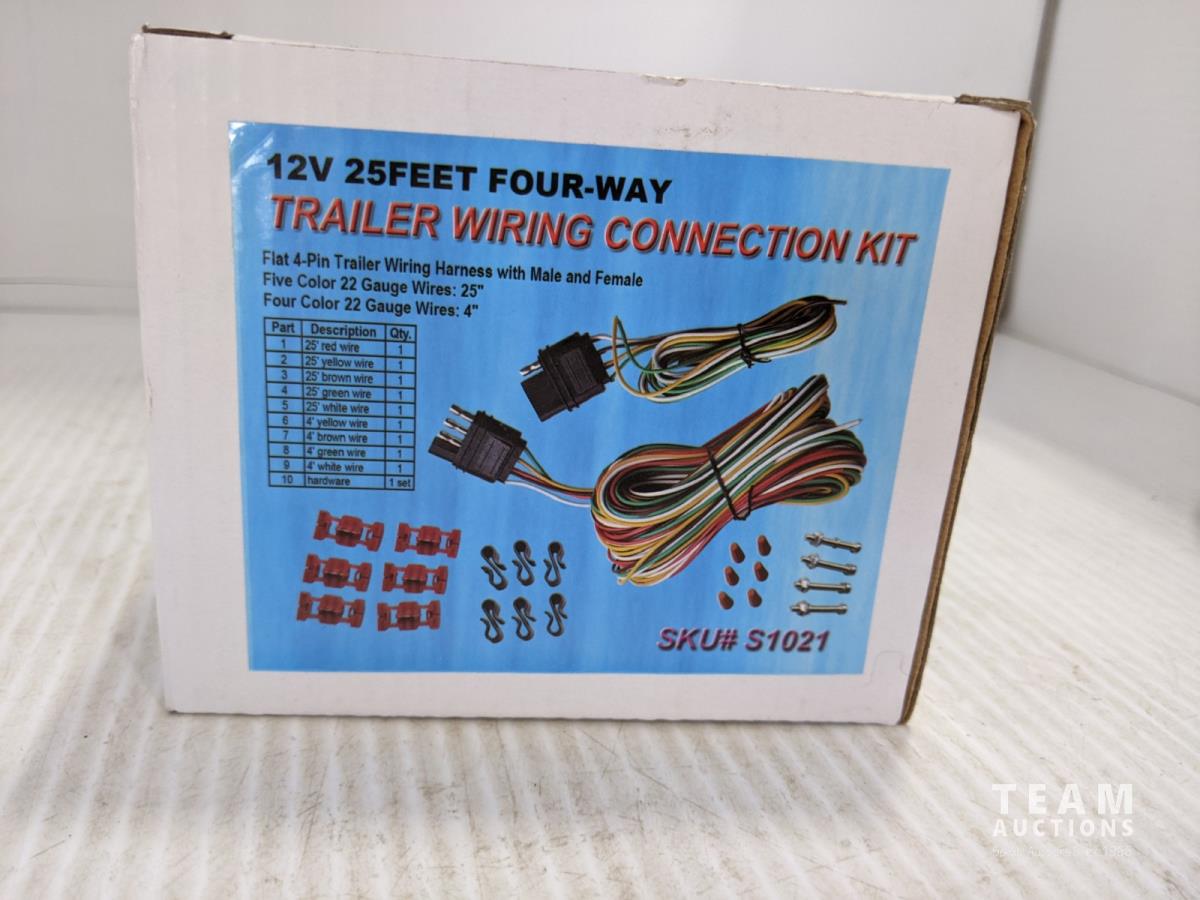 12V 25FEET FOUR-WAY
TRAILER WIRING CONNECTION KIT
Flat 4-Pin Trailer Wiring Harness with Male and Female
Five Color 22 Gauge Wires: 25"
Four Color 22 Gauge Wires: 4"
Part Description Qty.
1 25' red wire 1
2 25' yellow wire 1
3 25' brown wire 1
4 25' green wire 1
5 25' white wire 1
6 4' yellow wire 1
7 4' brown wire 1
8 4' green wire 1
9 4' white wire 1
10 hardware 1 set
SKU# S1021
TEAM
AUCTIONS